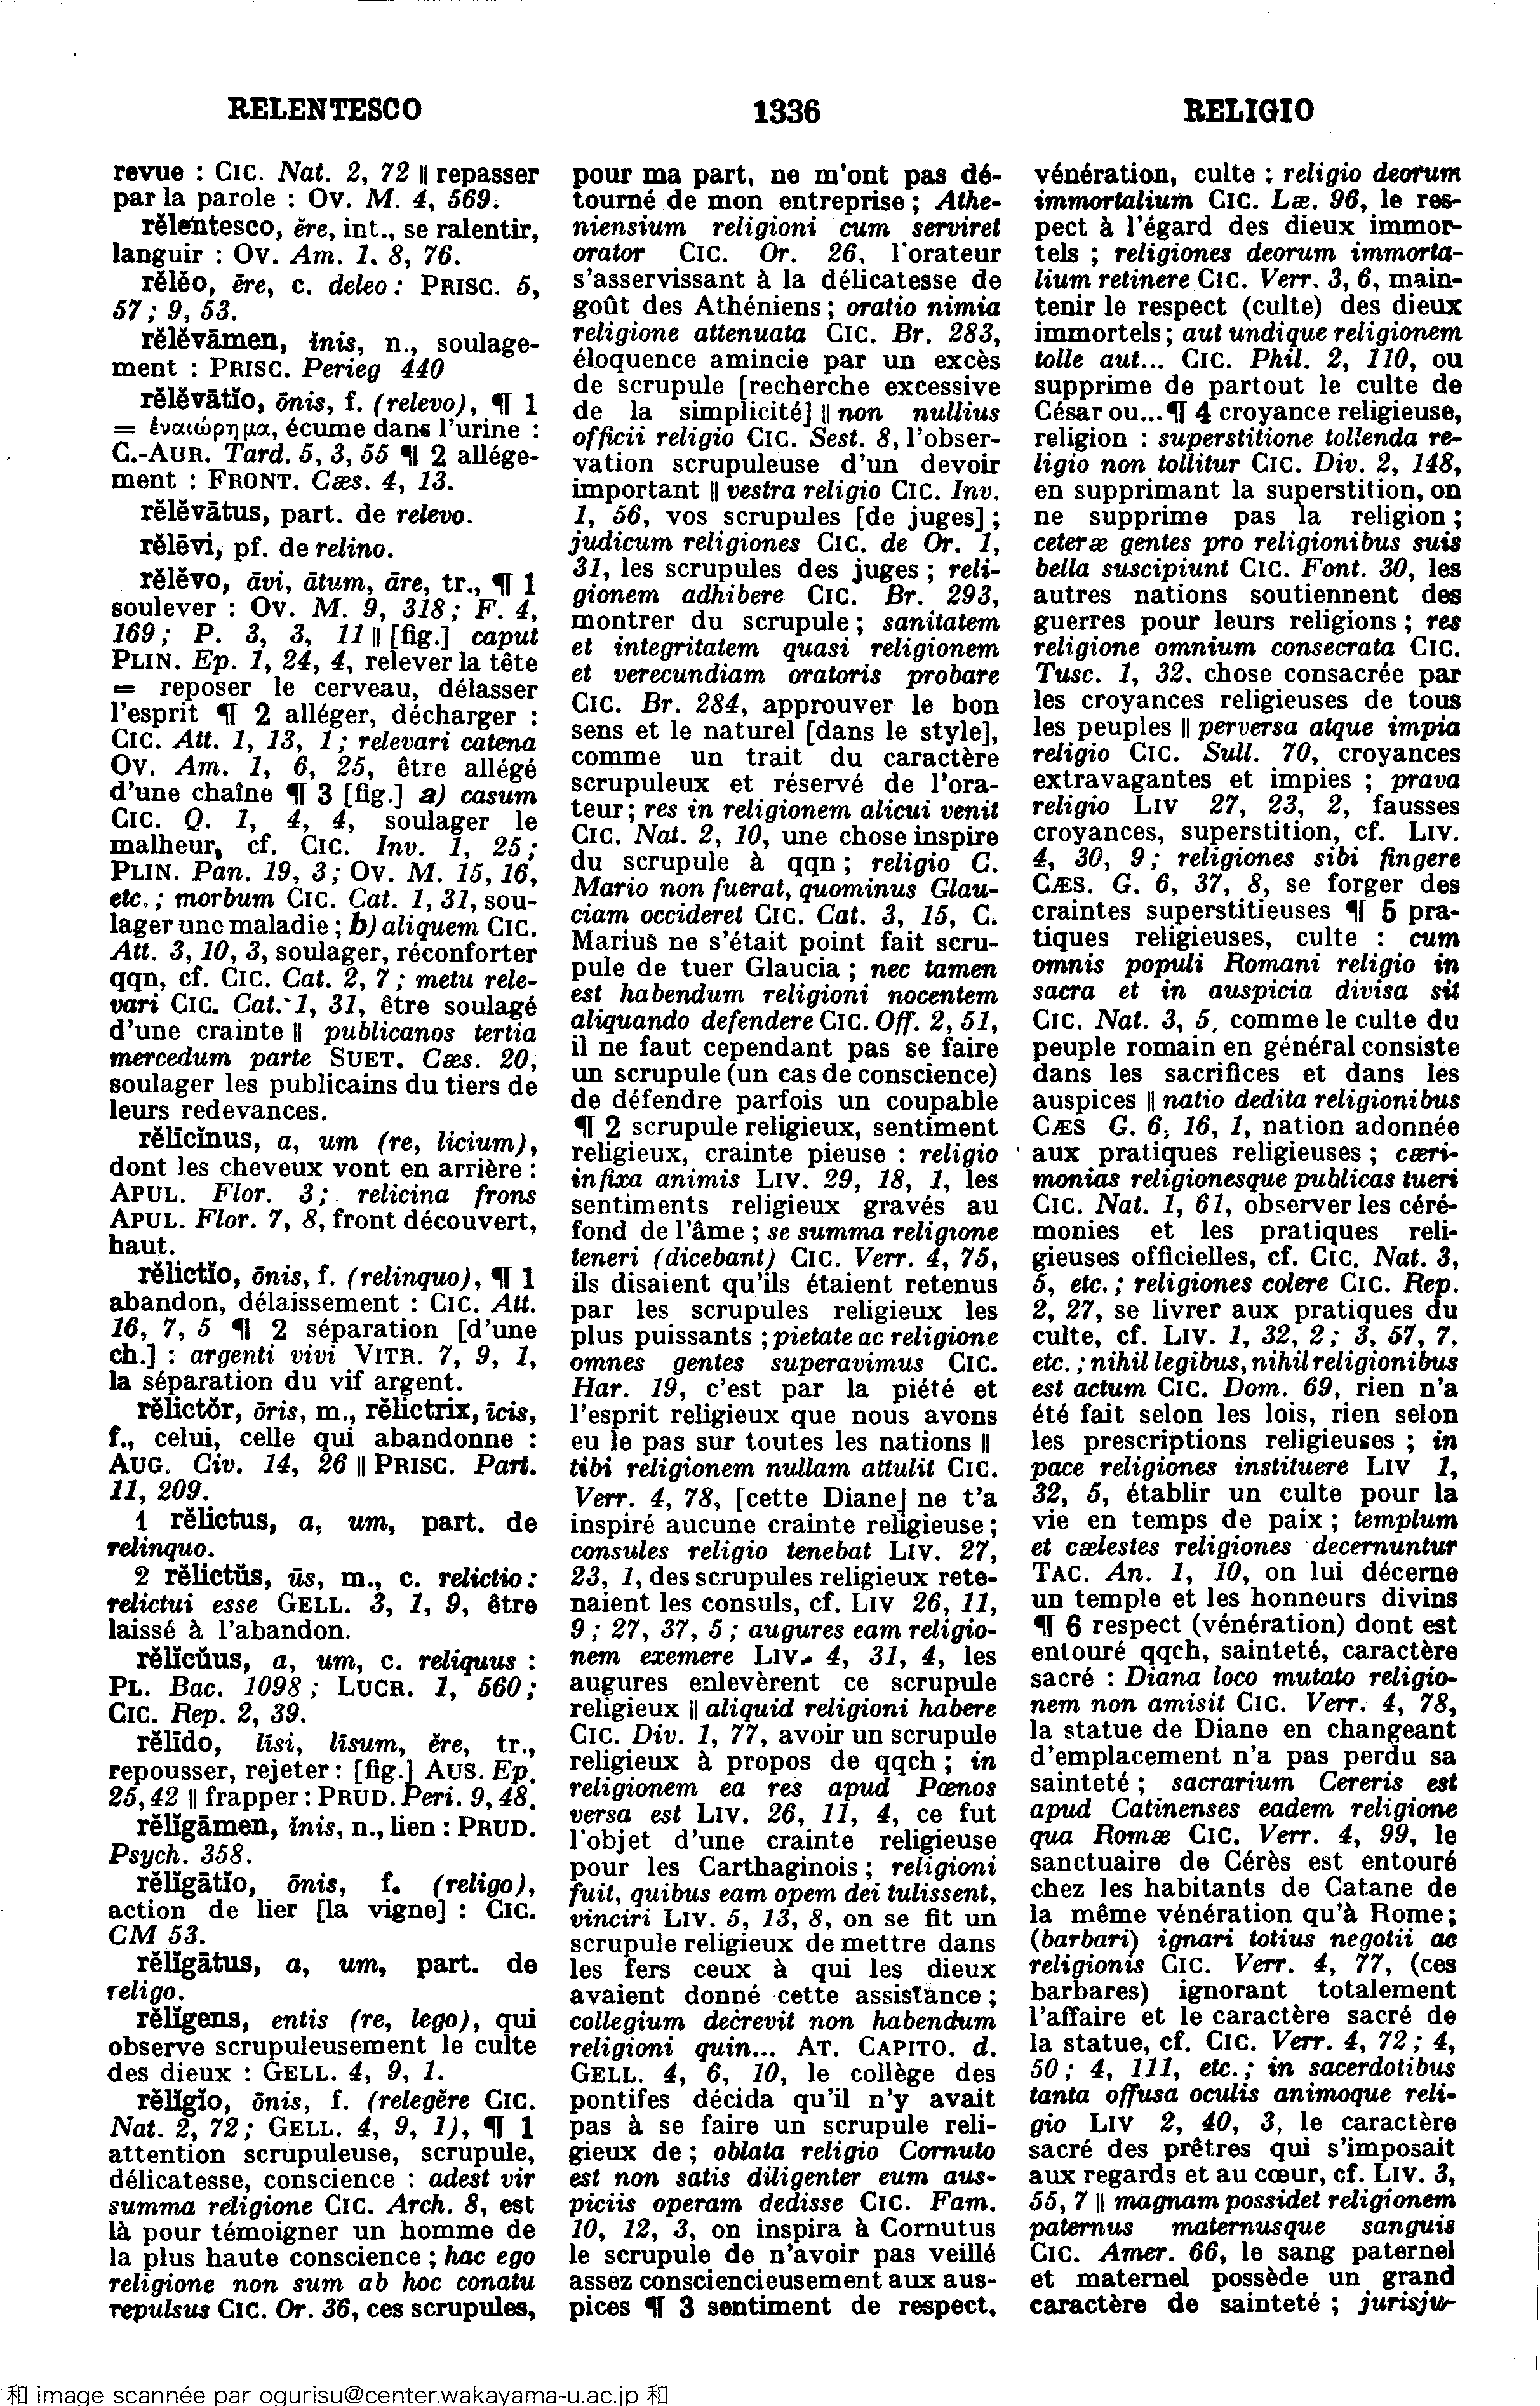 RELENTESCO
1336
RELIGIO
revue : CIC. Nat. 2, 72 || repasser
par la parole : OV. M. 4, 569.
rĕlentesco, ĕre, int., se ralentir,
languir : OV. Am. 1, 8, 76.
rĕlĕo, ēre, c. deleo : PRISC. 5,
57 ; 9, 53.
rĕlĕvāmen, ĭnis, n., soulage-
ment : PRISC. Perieg 440
rĕlĕvātĭo, ōnis, f. (relevo), ¶ 1
= ἐναιώρημα, écume dans l'urine :
C.-AUR. Tard. 5, 3, 55 ¶ 2 allége-
ment : FRONT. Cæs. 4, 13.
rĕlĕvātus, part. de relevo.
rĕlēvi, pf. de relino.
rĕlĕvo, āvi, ātum, āre, tr., ¶ 1
soulever : OV. M. 9, 318 ; F. 4,
169 ; P. 3, 3, 11 || [fig.] caput
PLIN. Ep. 1, 24, 4, relever la tête
= reposer le cerveau, délasser
l'esprit ¶ 2 alléger, décharger :
CIC. Att. 1, 13, 1 ; relevari catena
OV. Am. 1, 6, 25, être allégé
d'une chaîne ¶ 3 [fig.] a) casum
CIC. Q. 1, 4, 4, soulager le
malheur, cf. CIC. Inv. 1, 25 ;
PLIN. Pan. 19, 3 ; OV. M. 15, 16,
etc. ; morbum CIC. Cat. 1, 31, sou-
lager une maladie ; b) aliquem CIC.
Att. 3, 10, 3, soulager, réconforter
qqn, cf. CIC. Cat. 2, 7 ; metu rele-
vari CIC. Cat. 1, 31, être soulagé
d'une crainte || publicanos tertia
mercedum parte SUET. Cæs. 20,
soulager les publicains du tiers de
leurs redevances.
rĕlicĭnus, a, um (re, licium),
dont les cheveux vont en arrière :
APUL. Flor. 3 ; relicina frons
APUL. Flor. 7, 8, front découvert,
haut.
rĕlictĭo, ōnis, f. (relinquo), ¶ 1
abandon, délaissement : CIC. Att.
16, 7, 5 ¶ 2 séparation [d'une
ch.] : argenti vivi VITR. 7, 9, 1,
la séparation du vif argent.
rĕlictŏr, ōris, m., rĕlictrix, īcis,
f., celui, celle qui abandonne :
AUG. Civ. 14, 26 || PRISC. Part.
11, 209.
1 rĕlictus, a, um, part. de
relinquo.
2 rĕlictŭs, ūs, m., c. relictio :
relictui esse GELL. 3, 1, 9, être
laissé à l'abandon.
rĕlĭcŭus, a, um, c. reliquus :
PL. Bac. 1098 ; LUCR. 1, 560 ;
CIC. Rep. 2, 39.
rĕlīdo, līsi, līsum, ĕre, tr.,
repousser, rejeter : [fig.] AUS. Ep.
25, 42 || frapper : PRUD. Peri. 9, 48.
rĕlĭgāmen, ĭnis, n., lien : PRUD.
Psych. 358.
rĕlĭgātĭo, ōnis, f. (religo),
action de lier [la vigne] : CIC.
CM 53.
rĕlĭgātus, a, um, part. de
religo.
rĕlĭgens, entis (re, lego), qui
observe scrupuleusement le culte
des dieux : GELL. 4, 9, 1.
rĕlĭgĭo, ōnis, f. (relegĕre CIC.
Nat. 2, 72 ; GELL. 4, 9, 1), ¶ 1
attention scrupuleuse, scrupule,
délicatesse, conscience : adest vir
summa religione CIC. Arch. 8, est
là pour témoigner un homme de
la plus haute conscience ; hac ego
religione non sum ab hoc conatu
repulsus CIC. Or. 36, ces scrupules,
pour ma part, ne m'ont pas dé-
tourné de mon entreprise ; Athe-
niensium religioni cum serviret
orator CIC. Or. 26, l'orateur
s'asservissant à la délicatesse de
goût des Athéniens ; oratio nimia
religione attenuata CIC. Br. 283,
éloquence amincie par un excès
de scrupule [recherche excessive
de la simplicité] || non nullius
officii religio CIC. Sest. 8, l'obser-
vation scrupuleuse d'un devoir
important || vestra religio CIC. Inv.
1, 56, vos scrupules [de juges] ;
judicum religiones CIC. de Or. 1,
31, les scrupules des juges ; reli-
gionem adhibere CIC. Br. 293,
montrer du scrupule ; sanitatem
et integritatem quasi religionem
et verecundiam oratoris probare
CIC. Br. 284, approuver le bon
sens et le naturel [dans le style],
comme un trait du caractère
scrupuleux et réservé de l'ora-
teur ; res in religionem alicui venit
CIC. Nat. 2, 10, une chose inspire
du scrupule à qqn ; religio C.
Mario non fuerat, quominus Glau-
ciam occideret CIC. Cat. 3, 15, C.
Marius ne s'était point fait scru-
pule de tuer Glaucia ; nec tamen
est habendum religioni nocentem
aliquando defendere CIC. Off. 2, 51,
il ne faut cependant pas se faire
un scrupule (un cas de conscience)
de défendre parfois un coupable
¶ 2 scrupule religieux, sentiment
religieux, crainte pieuse : religio
infixa animis LIV. 29, 18, 1, les
sentiments religieux gravés au
fond de l'âme ; se summa religione
teneri (dicebant) CIC. Verr. 4, 75,
ils disaient qu'ils étaient retenus
par les scrupules religieux les
plus puissants ; pietate ac religione
omnes gentes superavimus CIC.
Har. 19, c'est par la piété et
l'esprit religieux que nous avons
eu le pas sur toutes les nations ||
tibi religionem nullam attulit CIC.
Verr. 4, 78, [cette Diane] ne t'a
inspiré aucune crainte religieuse ;
consules religio tenebat LIV. 27,
23, 1, des scrupules religieux rete-
naient les consuls, cf. LIV 26, 11,
9 ; 27, 37, 5 ; augures eam religio-
nem exemere LIV. 4, 31, 4, les
augures enlevèrent ce scrupule
religieux || aliquid religioni habere
CIC. Div. 1, 77, avoir un scrupule
religieux à propos de qqch ; in
religionem ea res apud Pœnos
versa est LIV. 26, 11, 4, ce fut
l'objet d'une crainte religieuse
pour les Carthaginois ; religioni
fuit, quibus eam opem dei tulissent,
vinciri LIV. 5, 13, 8, on se fit un
scrupule religieux de mettre dans
les fers ceux à qui les dieux
avaient donné cette assistance ;
collegium decrevit non habendum
religioni quin... AT. CAPITO. d.
GELL. 4, 6, 10, le collège des
pontifes décida qu'il n'y avait
pas à se faire un scrupule reli-
gieux de ; oblata religio Cornuto
est non satis diligenter eum aus-
piciis operam dedisse CIC. Fam.
10, 12, 3, on inspira à Cornutus
le scrupule de n'avoir pas veillé
assez consciencieusement aux aus-
pices ¶ 3 sentiment de respect,
vénération, culte : religio deorum
immortalium CIC. Læ. 96, le res-
pect à l'égard des dieux immor-
tels ; religiones deorum immorta-
lium retinere CIC. Verr. 3, 6, main-
tenir le respect (culte) des dieux
immortels ; aut undique religionem
tolle aut... CIC. Phil. 2, 110, ou
supprime de partout le culte de
César ou... ¶ 4 croyance religieuse,
religion : superstitione tollenda re-
ligio non tollitur CIC. Div. 2, 148,
en supprimant la superstition, on
ne supprime pas la religion ;
ceteræ gentes pro religionibus suis
bella suscipiunt CIC. Font. 30, les
autres nations soutiennent des
guerres pour leurs religions ; res
religione omnium consecrata CIC.
Tusc. 1, 32, chose consacrée par
les croyances religieuses de tous
les peuples || perversa atque impia
religio CIC. Sull. 70, croyances
extravagantes et impies ; prava
religio LIV 27, 23, 2, fausses
croyances, superstition, cf. LIV.
4, 30, 9 ; religiones sibi fingere
CÆS. G. 6, 37, 8, se forger des
craintes superstitieuses ¶ 5 pra-
tiques religieuses, culte : cum
omnis populi Romani religio in
sacra et in auspicia divisa sit
CIC. Nat. 3, 5, comme le culte du
peuple romain en général consiste
dans les sacrifices et dans les
auspices || natio dedita religionibus
CÆS G. 6, 16, 1, nation adonnée
aux pratiques religieuses ; cæri-
monias religionesque publicas tueri
CIC. Nat. 1, 61, observer les céré-
monies et les pratiques reli-
gieuses officielles, cf. CIC. Nat. 3,
5, etc. ; religiones colere CIC. Rep.
2, 27, se livrer aux pratiques du
culte, cf. LIV. 1, 32, 2 ; 3, 57, 7,
etc. ; nihil legibus, nihil religionibus
est actum CIC. Dom. 69, rien n'a
été fait selon les lois, rien selon
les prescriptions religieuses ; in
pace religiones instituere LIV 1,
32, 5, établir un culte pour la
vie en temps de paix ; templum
et cælestes religiones decernuntur
TAC. An. 1, 10, on lui décerne
un temple et les honneurs divins
¶ 6 respect (vénération) dont est
entouré qqch, sainteté, caractère
sacré : Diana loco mutato religio-
nem non amisit CIC. Verr. 4, 78,
la statue de Diane en changeant
d'emplacement n'a pas perdu sa
sainteté ; sacrarium Cereris est
apud Catinenses eadem religione
qua Romæ CIC. Verr. 4, 99, le
sanctuaire de Cérès est entouré
chez les habitants de Catane de
la même vénération qu'à Rome ;
(barbari) ignari totius negotii ac
religionis CIC. Verr. 4, 77, (ces
barbares) ignorant totalement
l'affaire et le caractère sacré de
la statue, cf. CIC. Verr. 4, 72 ; 4,
50 ; 4, 111, etc. ; in sacerdotibus
tanta offusa oculis animoque reli-
gio LIV 2, 40, 3, le caractère
sacré des prêtres qui s'imposait
aux regards et au cœur, cf. LIV. 3,
55, 7 || magnam possidet religionem
paternus maternusque sanguis
CIC. Amer. 66, le sang paternel
et maternel possède un grand
caractère de sainteté ; jurisju-
和 image scannée par ogurisu@center.wakayama-u.ac.jp 和